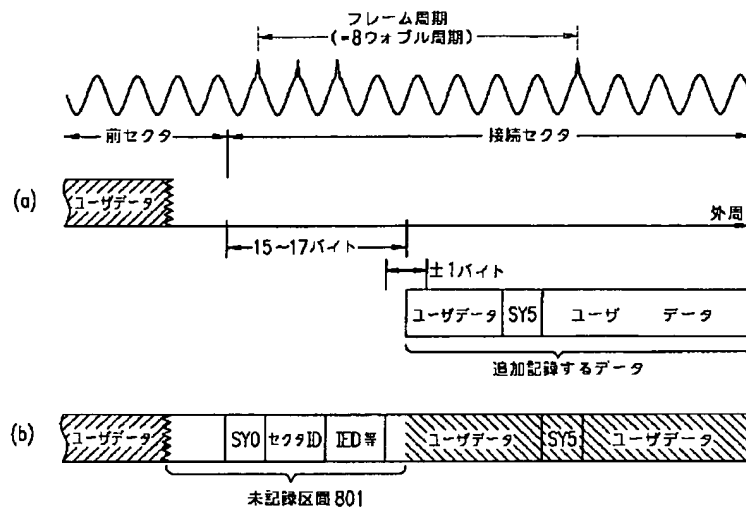 フレーム周期
(=8ウォブル周期)
前セクタ
接続セクタ
(a)
ユーザデータ
外周
15~17バイト
±1バイト
ユーザデータ
SY5
ユーザ データ
追加記録するデータ
(b)
ユーザデータ
SY0
セクタID
IED等
ユーザデータ
SY5
ユーザデータ
未記録区間801